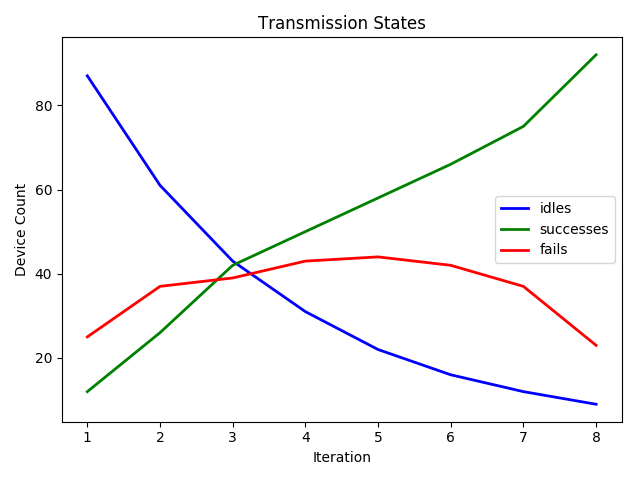 Transmission States
Device Count
80
60
40
20
idles
successes
fails
1 2 3 4 5 6 7 8
Iteration